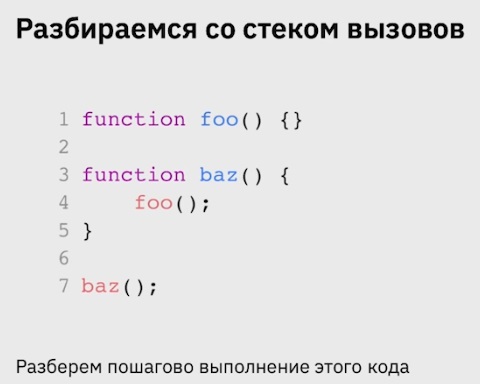 Разбираемся со стеком вызовов
1 function foo() {}
2
3 function baz() {
4     foo();
5 }
6
7 baz();
Разберем пошагово выполнение этого кода